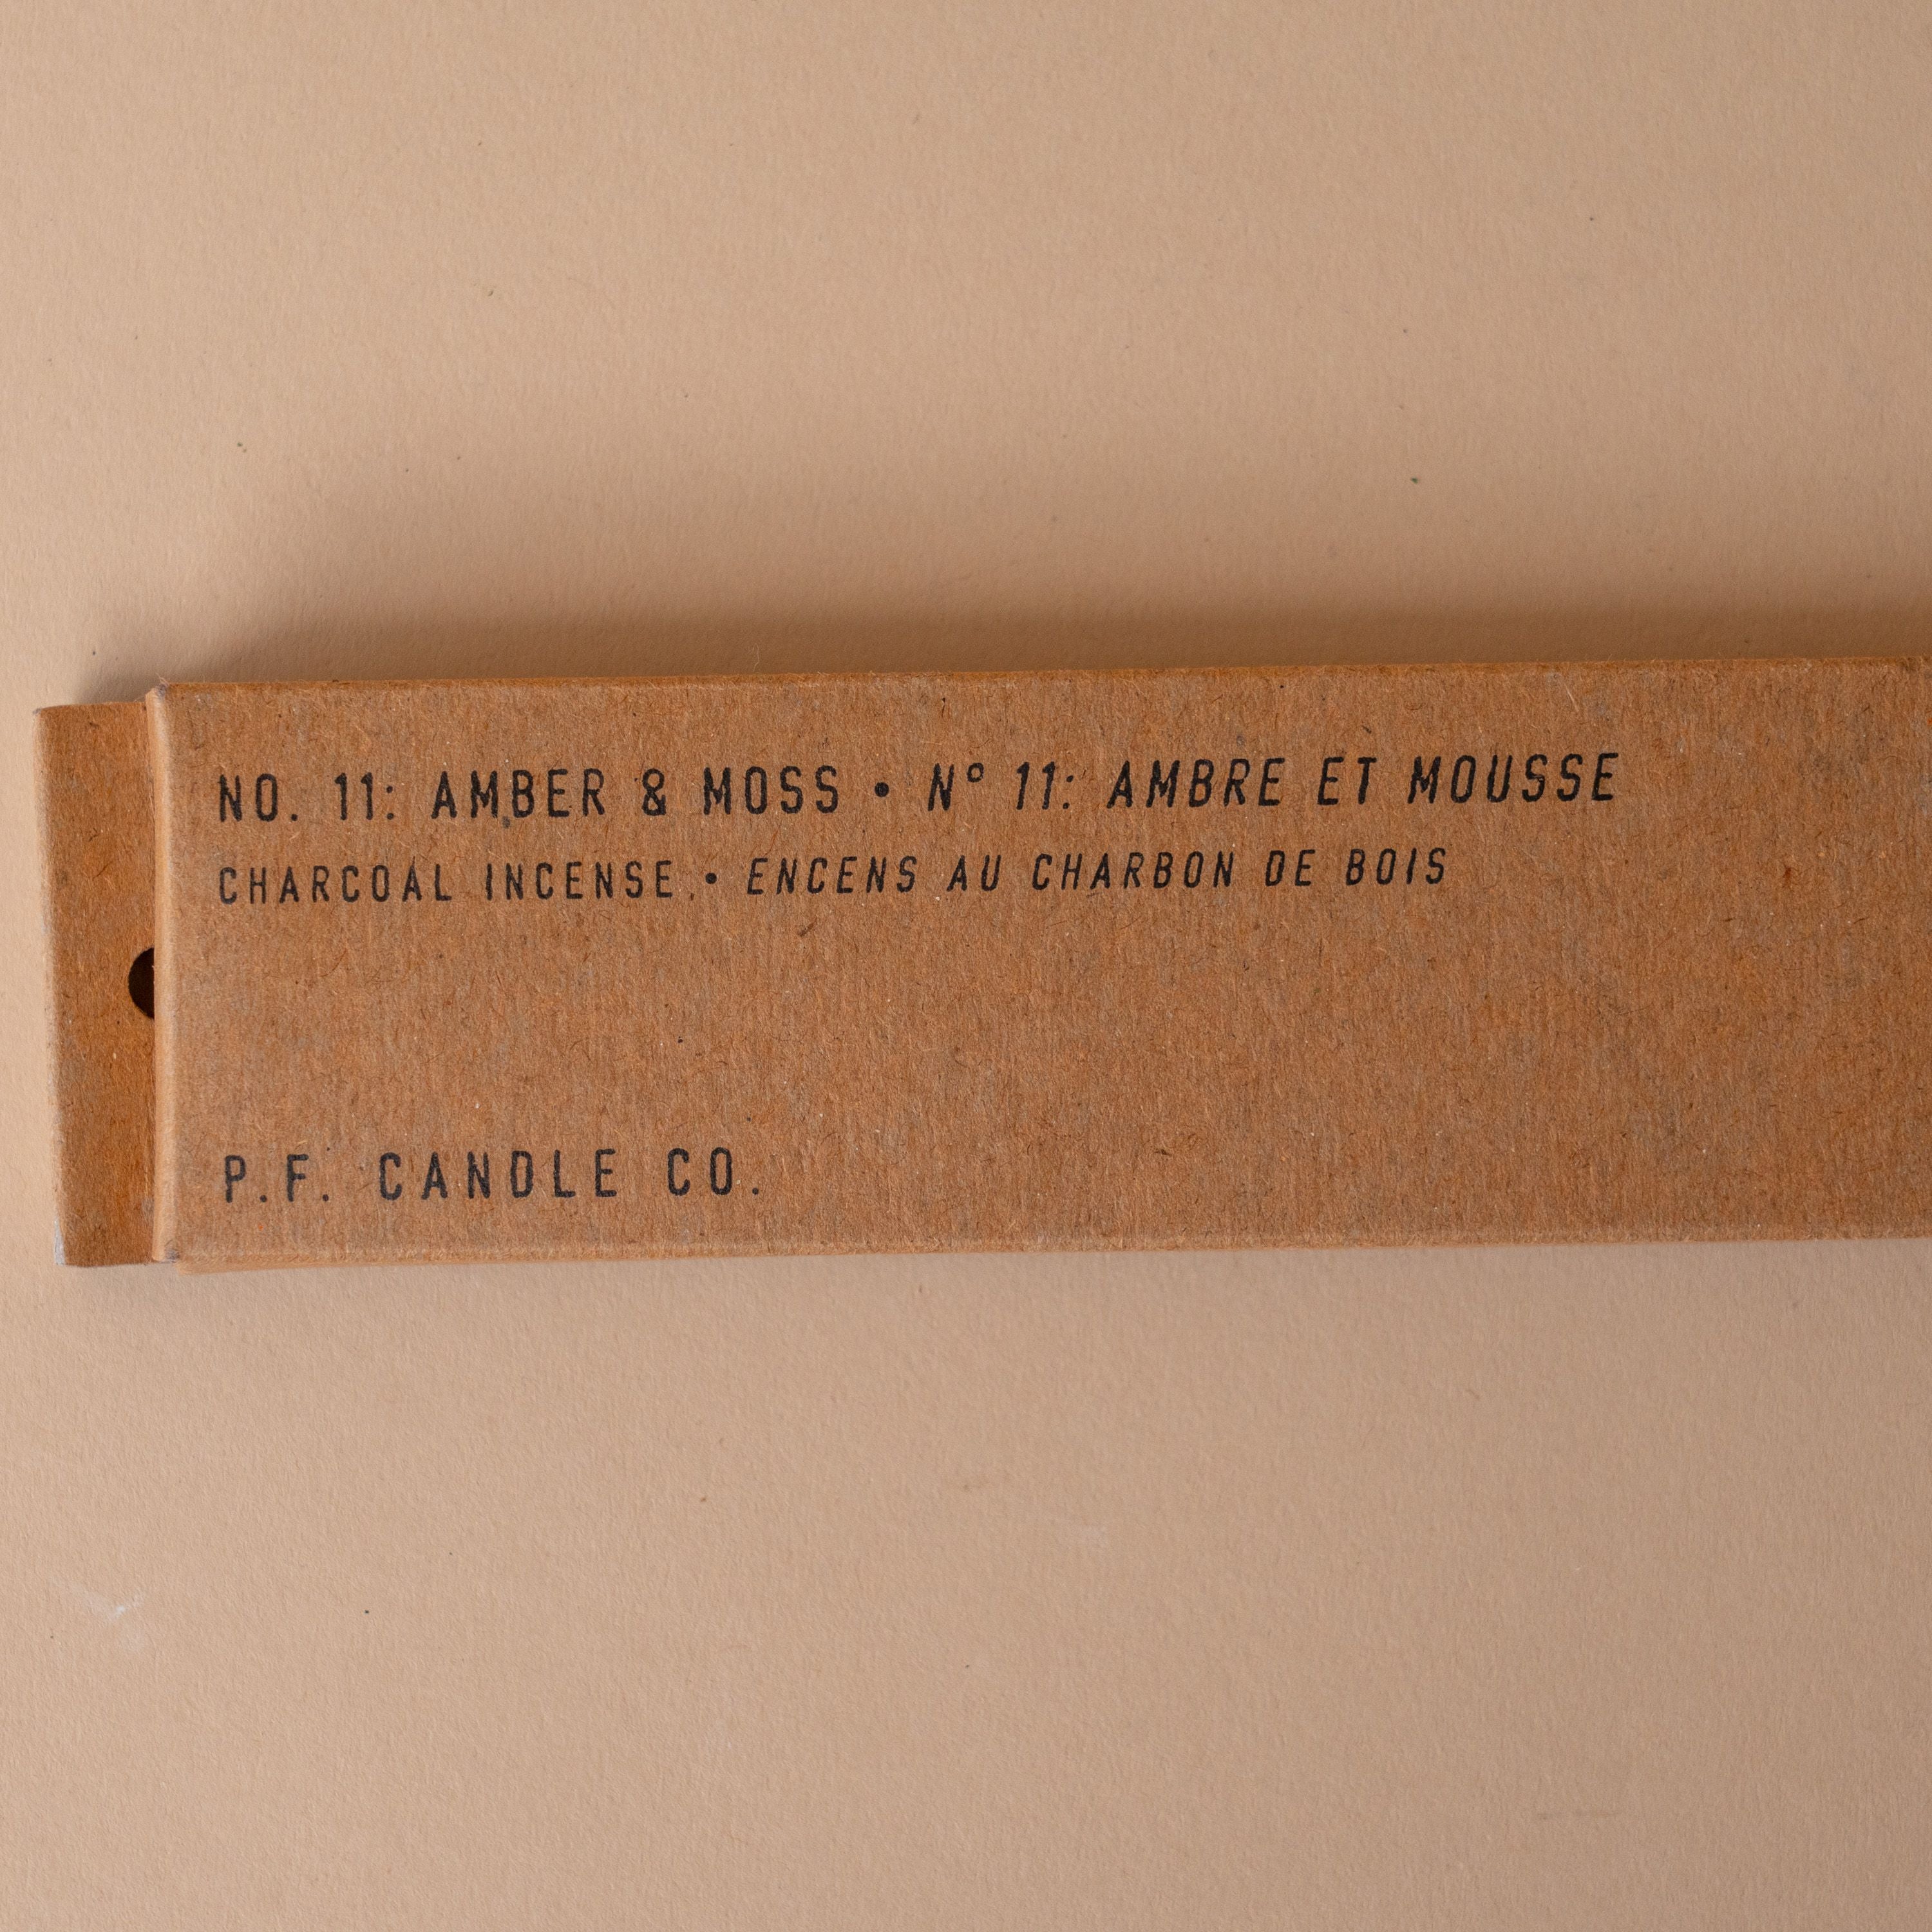 NO. 11: AMBER & MOSS • N° 11: AMBRE ET MOUSSE
CHARCOAL INCENSE • ENCENS AU CHARBON DE BOIS
P.F. CANDLE CO.